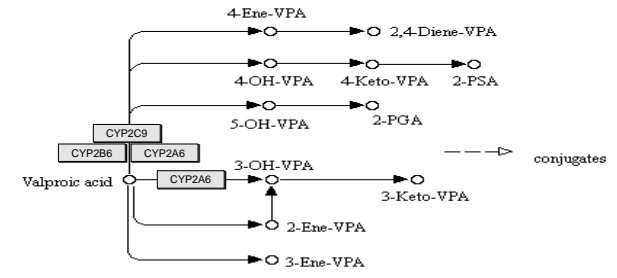 4-Ene-VPA
2,4-Diene-VPA
4-OH-VPA
4-Keto-VPA
2-PSA
5-OH-VPA
2-PGA
CYP2C9
CYP2B6
CYP2A6
conjugates
3-OH-VPA
Valproic acid
CYP2A6
3-Keto-VPA
2-Ene-VPA
3-Ene-VPA